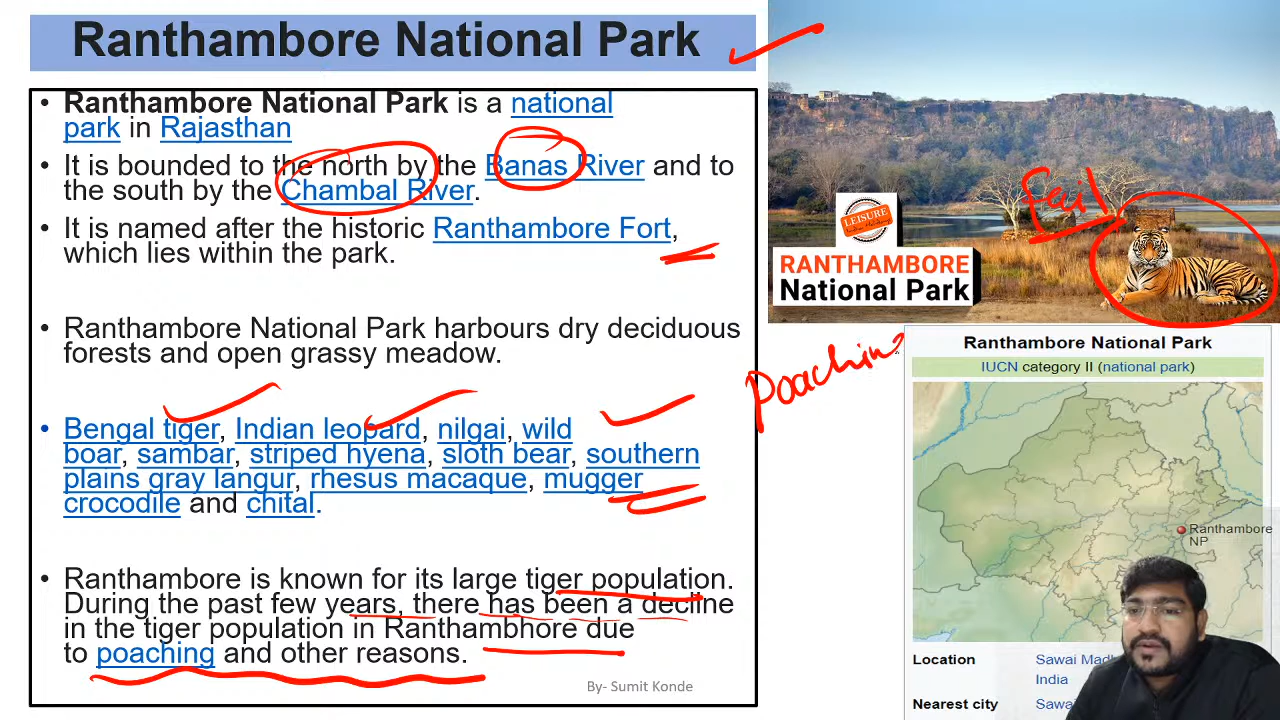 Ranthambore National Park
• Ranthambore National Park is a national
park in Rajasthan
• It is bounded to the north by the Banas River and to
the south by the Chambal River.
• It is named after the historic Ranthambore Fort,
which lies within the park.
• Ranthambore National Park harbours dry deciduous
forests and open grassy meadow.
• Bengal tiger, Indian leopard, nilgai, wild
boar, sambar, striped hyena, sloth bear, southern
plains gray langur, rhesus macaque, mugger
crocodile and chital.
• Ranthambore is known for its large tiger population.
During the past few years, there has been a decline
in the tiger population in Ranthambhore due
to poaching and other reasons.
By- Sumit Konde
fail
LEISURE
RANTHAMBORE
National Park
Poaching
Ranthambore National Park
IUCN category II (national park)
Ranthambore
NP
Location Sawai
India
Nearest city